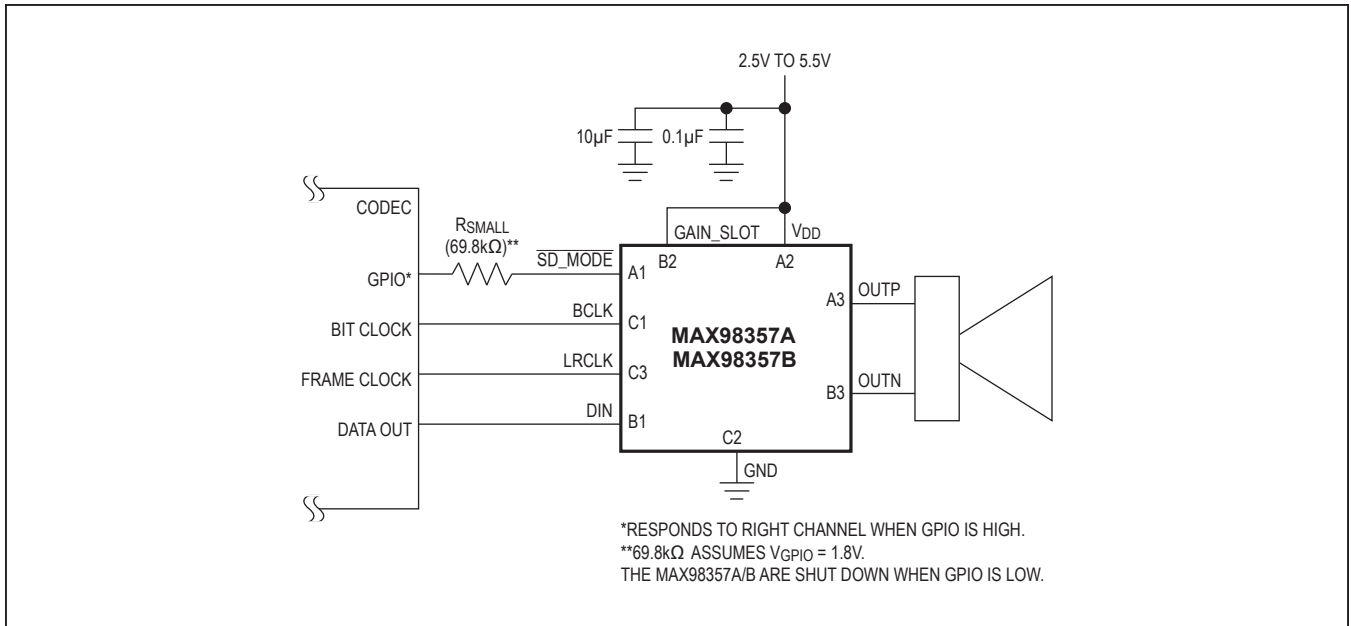 2.5V TO 5.5V
10µF
0.1µF
CODEC
RSMALL
(69.8kΩ)**
GAIN_SLOT
VDD
GPIO*
SD_MODE
A1
B2
A2
BIT CLOCK
BCLK
C1
MAX98357A
MAX98357B
A3
OUTP
FRAME CLOCK
LRCLK
C3
B3
OUTN
DATA OUT
DIN
B1
C2
GND
*RESPONDS TO RIGHT CHANNEL WHEN GPIO IS HIGH.
**69.8kΩ ASSUMES VGPIO = 1.8V.
THE MAX98357A/B ARE SHUT DOWN WHEN GPIO IS LOW.